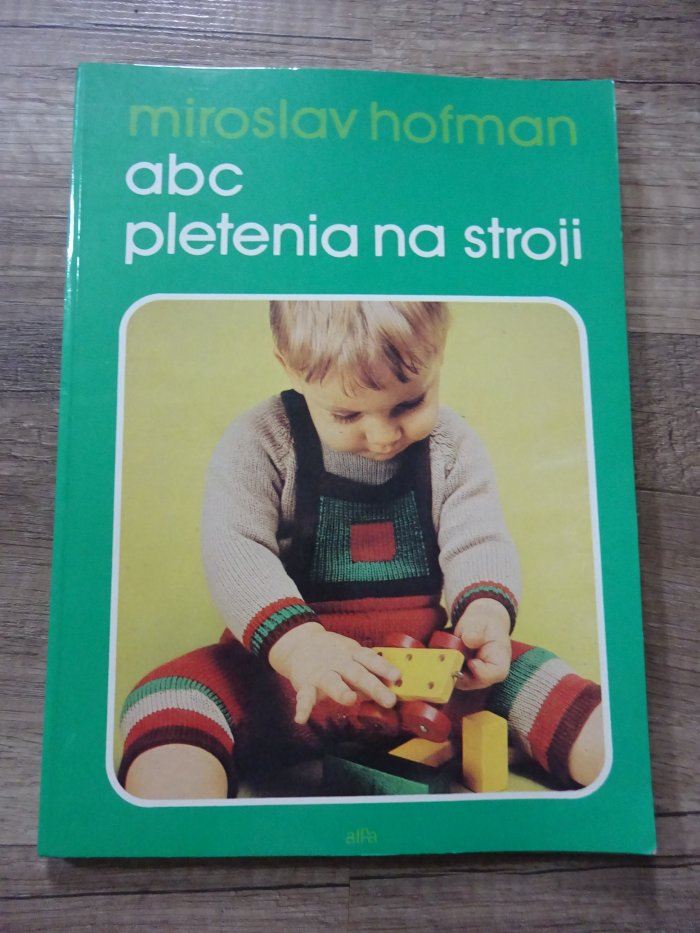 miroslav hofman
abc
pletenia na stroji
alfa